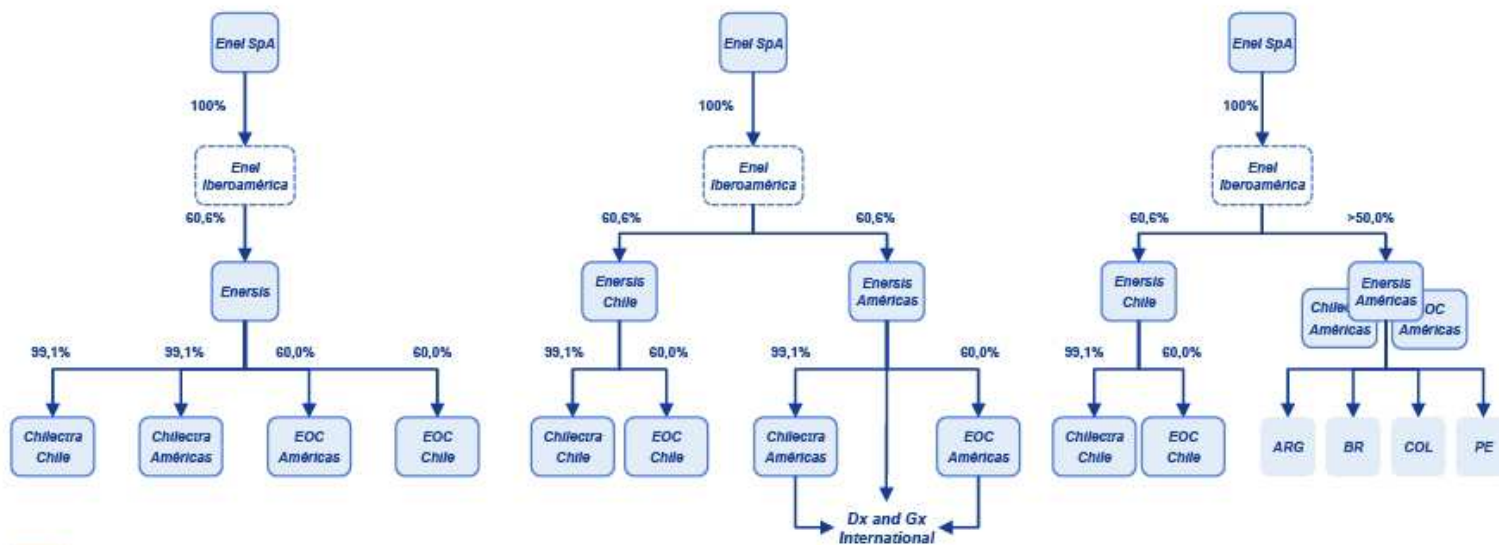 Enel SpA
100%
Enel
Iberoamérica
60,6%
Enersis
99,1%
99,1%
60,0%
60,0%
Chilectra
Chile
Chilectra
Américas
EOC
Américas
EOC
Chile
Enel SpA
100%
Enel
Iberoamérica
60,6%
60,6%
Enersis
Chile
Enersis
Américas
99,1%
60,0%
99,1%
60,0%
Chilectra
Chile
EOC
Chile
Chilectra
Américas
EOC
Américas
Dx and Gx
International
Enel SpA
100%
Enel
Iberoamérica
60,6%
>50,0%
Enersis
Chile
Enersis
Américas
Américas
Américas
99,1%
60,0%
Chilectra
Chile
EOC
Chile
ARG
BR
COL
PE